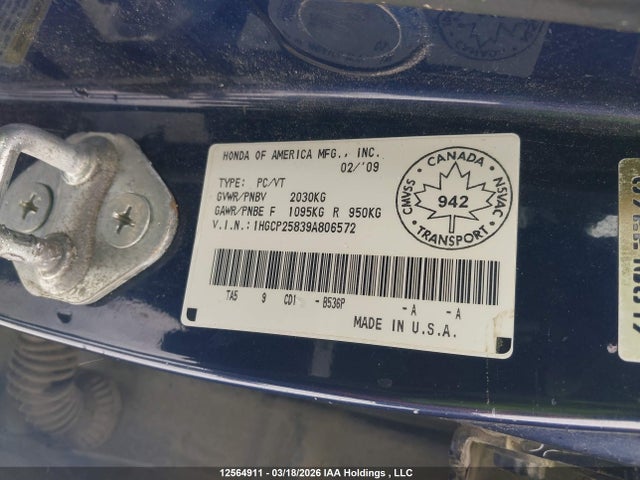 HONDA OF AMERICA MFG., INC.
02/'09
TYPE: PC/VT
GVWR/PNBV 2030KG
GAWR/PNBE F 1095KG R 950KG
V.I.N.: 1HGCP25839A806572
CANADA
CMVSS
942
NSVAC
TRANSPORT
TA5 9 CD1 - B536P -A -A
MADE IN U.S.A.
12564911 - 03/18/2026 IAA Holdings , LLC